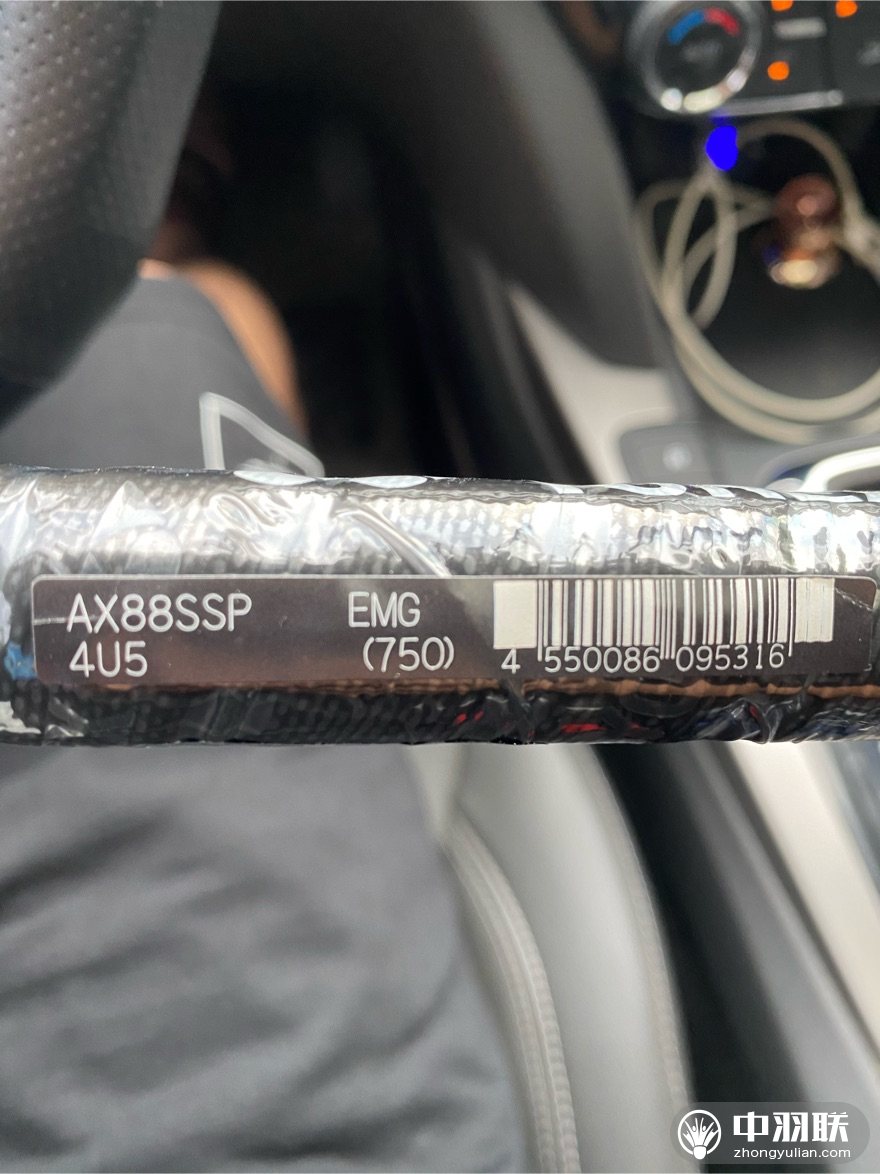 AX88SSP EMG
4U5 (750)
4 550086 095316
中羽联
zhongyulian.com